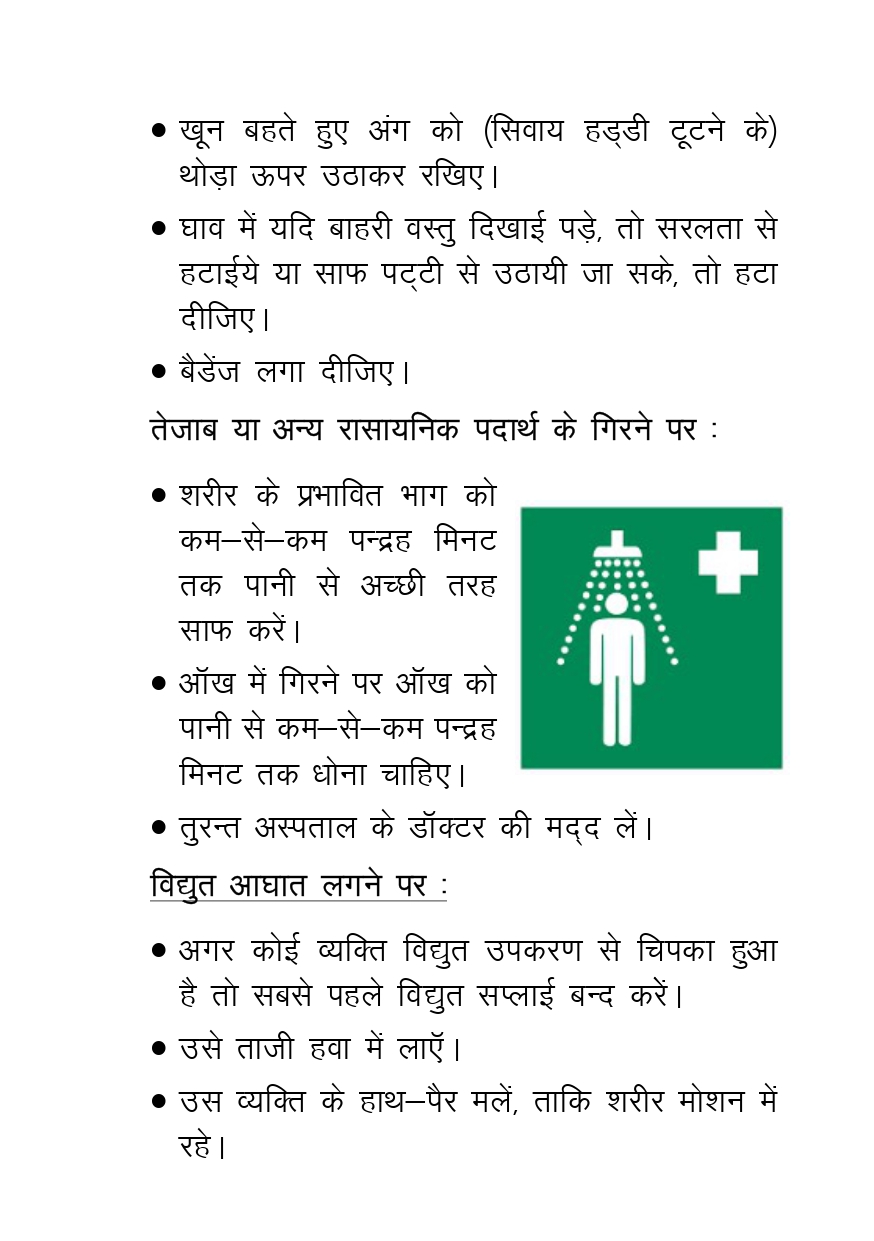 • खून बहते हुए अंग को (सिवाय हड्डी टूटने के)
थोड़ा ऊपर उठाकर रखिए।
• घाव में यदि बाहरी वस्तु दिखाई पड़े, तो सरलता से
हटाईये या साफ पट्टी से उठायी जा सके, तो हटा
दीजिए।
• बैडेंज लगा दीजिए।
तेजाब या अन्य रासायनिक पदार्थ के गिरने पर :
• शरीर के प्रभावित भाग को
कम–से–कम पन्द्रह मिनट
तक पानी से अच्छी तरह
साफ करें।
• ऑख में गिरने पर ऑख को
पानी से कम–से–कम पन्द्रह
मिनट तक धोना चाहिए।
• तुरन्त अस्पताल के डॉक्टर की मद्द लें।
विद्युत आघात लगने पर :
• अगर कोई व्यक्ति विद्युत उपकरण से चिपका हुआ
है तो सबसे पहले विद्युत सप्लाई बन्द करें।
• उसे ताजी हवा में लाऍ।
• उस व्यक्ति के हाथ–पैर मलें, ताकि शरीर मोशन में
रहे।